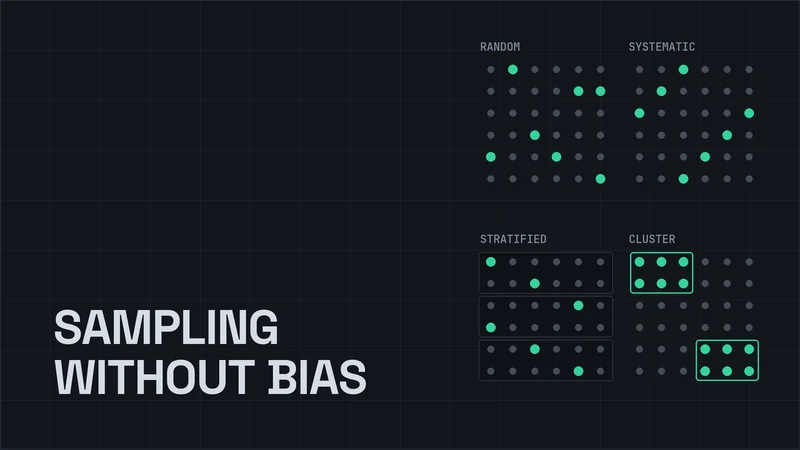 RANDOM
SYSTEMATIC
STRATIFIED
CLUSTER
SAMPLING
WITHOUT BIAS